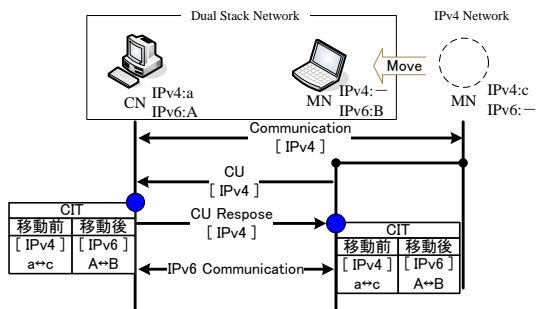 Dual Stack Network
IPv4 Network
Move
CN
IPv4:a
IPv6:A
MN
IPv4:－
IPv6:B
MN
IPv4:c
IPv6:－
Communication
[ IPv4 ]
CU
[ IPv4 ]
CU Respose
[ IPv4 ]
CIT
移動前 移動後
[ IPv4 ] [ IPv6 ]
a↔c A↔B
CIT
移動前 移動後
[ IPv4 ] [ IPv6 ]
a↔c A↔B
IPv6 Communication